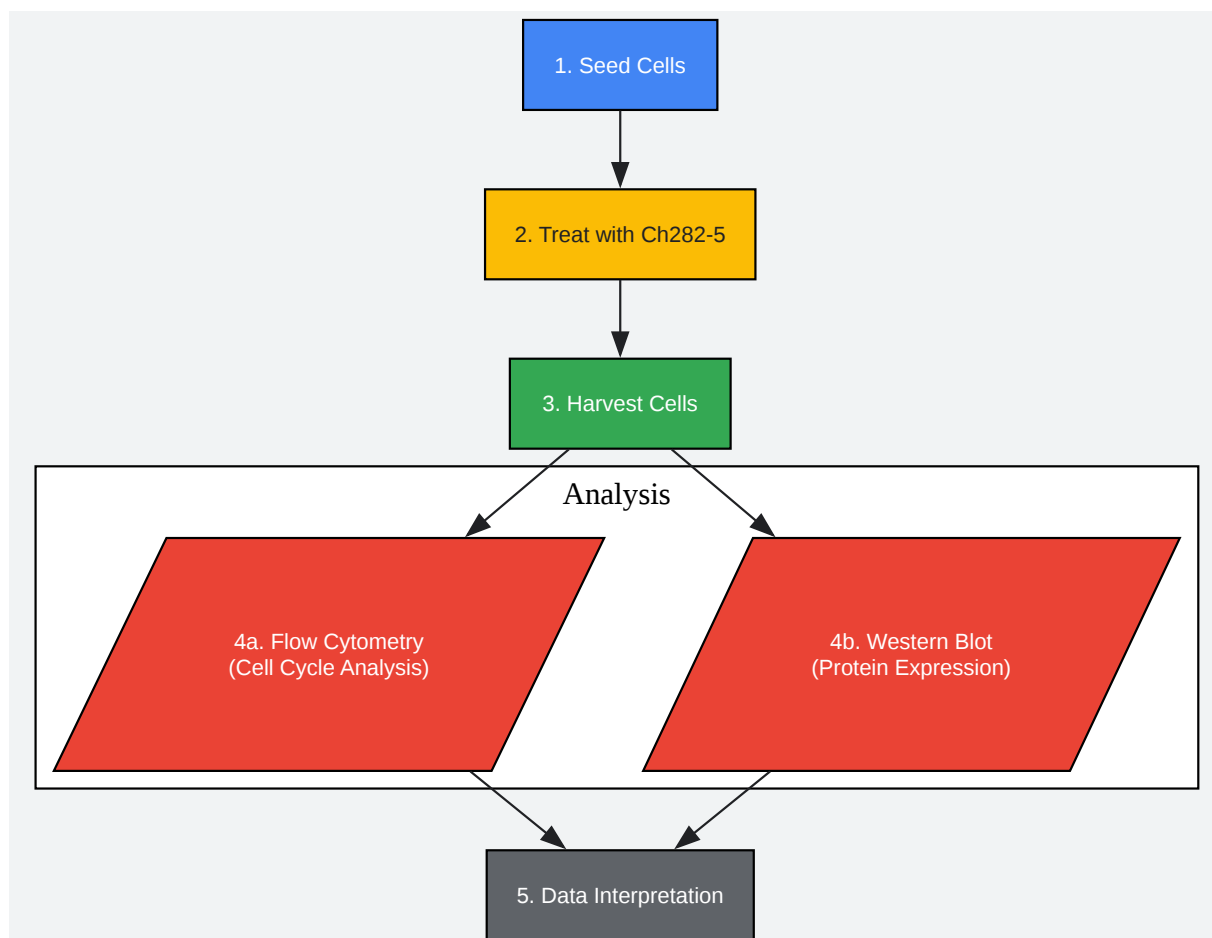 1. Seed Cells
2. Treat with Ch282-5
3. Harvest Cells
Analysis
4a. Flow Cytometry
(Cell Cycle Analysis)
4b. Western Blot
(Protein Expression)
5. Data Interpretation